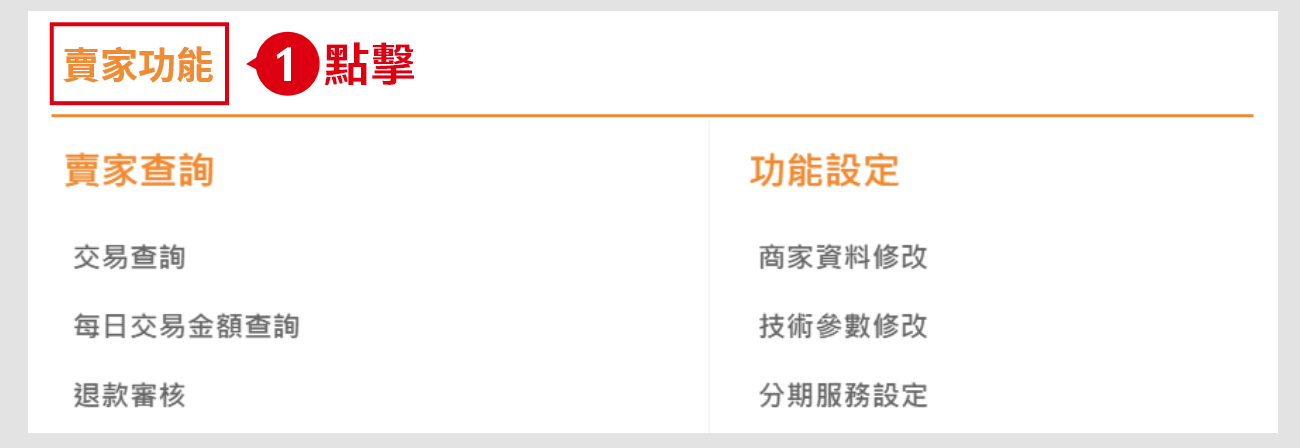 賣家功能 1 點擊
賣家查詢
交易查詢
每日交易金額查詢
退款審核
功能設定
商家資料修改
技術參數修改
分期服務設定